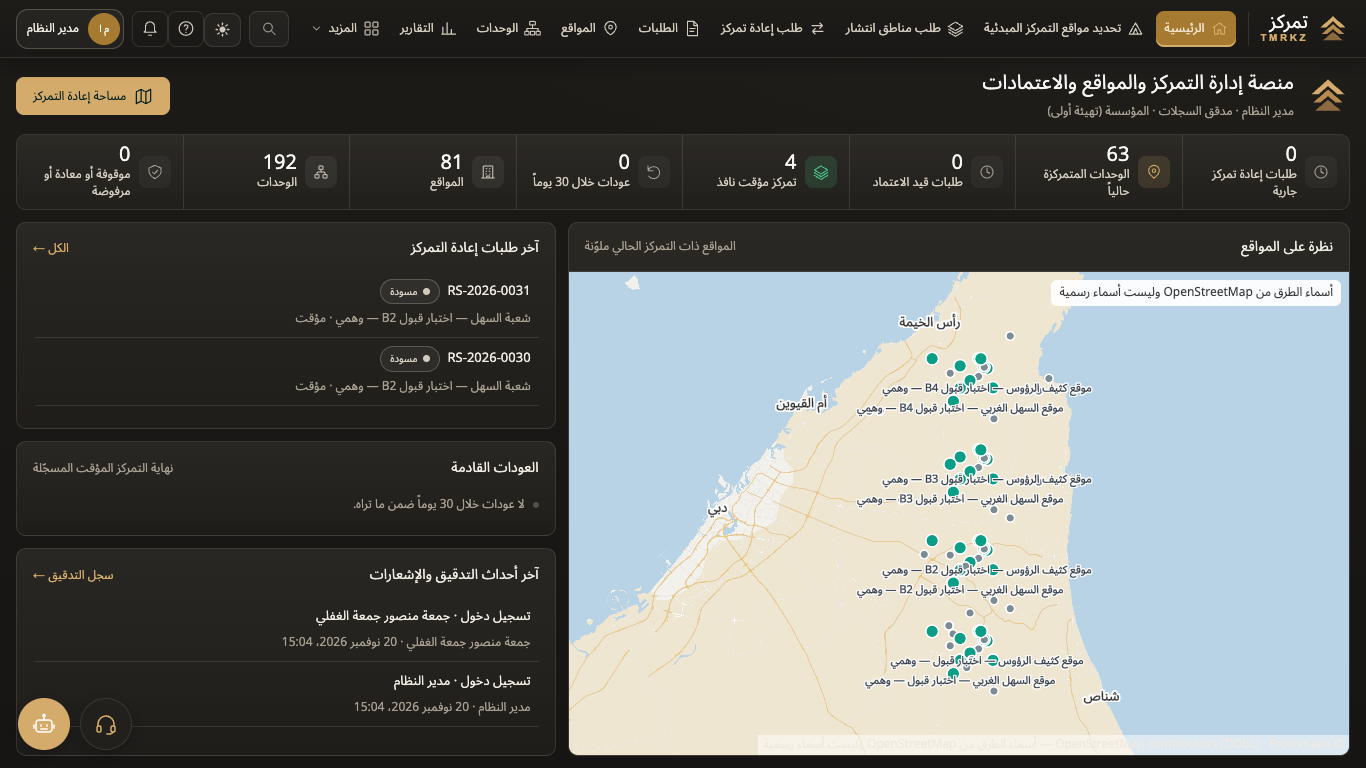 تمركز
TMRKZ
الرئيسية
تحديد مواقع التمركز المبدئية
طلب مناطق انتشار
طلب إعادة تمركز
الطلبات
المواقع
الوحدات
التقارير
المزيد
م ا
مدير النظام
منصة إدارة التمركز والمواقع والاعتمادات
مدير النظام · مدقق السجلات · المؤسسة (تهيئة أولى)
مساحة إعادة التمركز
0
طلبات إعادة تمركز
جارية
63
الوحدات المتمركزة
حالياً
0
طلبات قيد الاعتماد
4
تمركز مؤقت نافذ
0
عودات خلال 30 يوماً
81
المواقع
192
الوحدات
0
موقوفة أو معادة أو
مرفوضة
نظرة على المواقع
المواقع ذات التمركز الحالي ملوّنة
أسماء الطرق من OpenStreetMap وليست أسماء رسمية
رأس الخيمة
موقع كثيف الرؤوس — اختبار قبول B4 — وهمي
أم القيوين
موقع السهل الغربي — اختبار قبول B4 — وهمي
موقع كثيف الرؤوس — اختبار قبول B3 — وهمي
موقع السهل الغربي — اختبار قبول B3 — وهمي
دبي
موقع كثيف الرؤوس — اختبار قبول B2 — وهمي
موقع السهل الغربي — اختبار قبول B2 — وهمي
موقع كثيف الرؤوس — اختبار قبول — وهمي
موقع السهل الغربي — اختبار قبول — وهمي
شناص
آخر طلبات إعادة التمركز
الكل ←
RS-2026-0031
مسودة
شعبة السهل — اختبار قبول B2 — وهمي · مؤقت
RS-2026-0030
مسودة
شعبة السهل — اختبار قبول B2 — وهمي · مؤقت
العودات القادمة
نهاية التمركز المؤقت المسجّلة
لا عودات خلال 30 يوماً ضمن ما تراه.
آخر أحداث التدقيق والإشعارات
سجل التدقيق ←
تسجيل دخول · جمعة منصور جمعة الغفلي
جمعة منصور جمعة الغفلي · 20 نوفمبر 2026، 15:04
تسجيل دخول · مدير النظام
مدير النظام · 20 نوفمبر 2026، 15:04